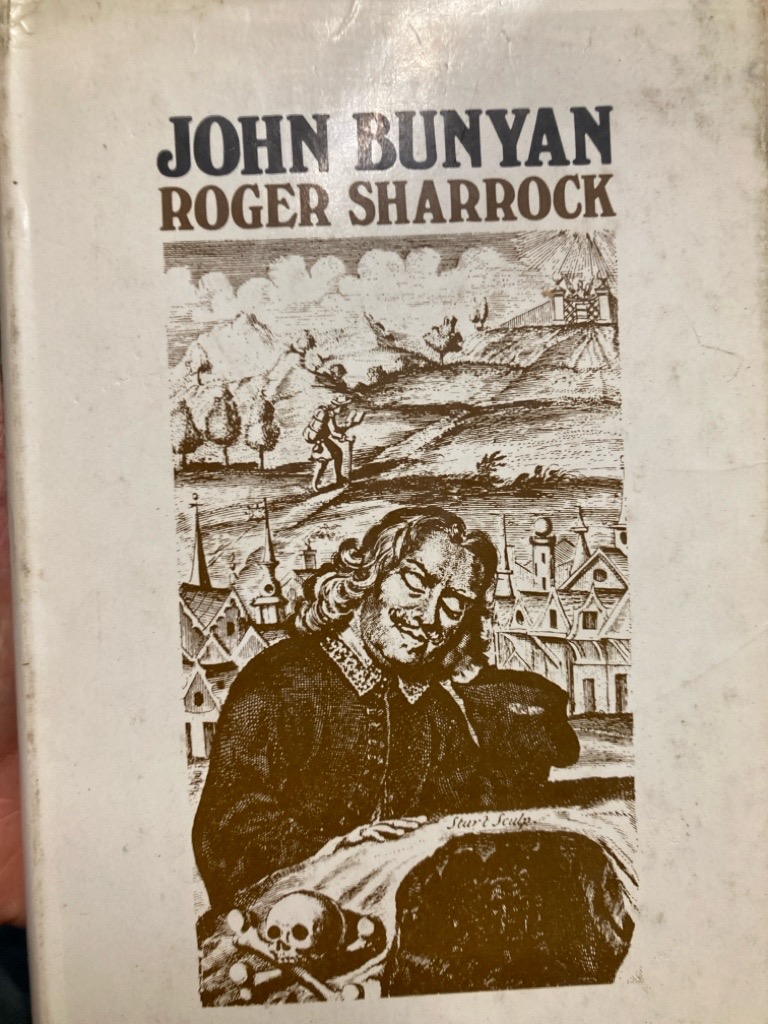 JOHN BUNYAN
ROGER SHARROCK
Sturt Sculp.